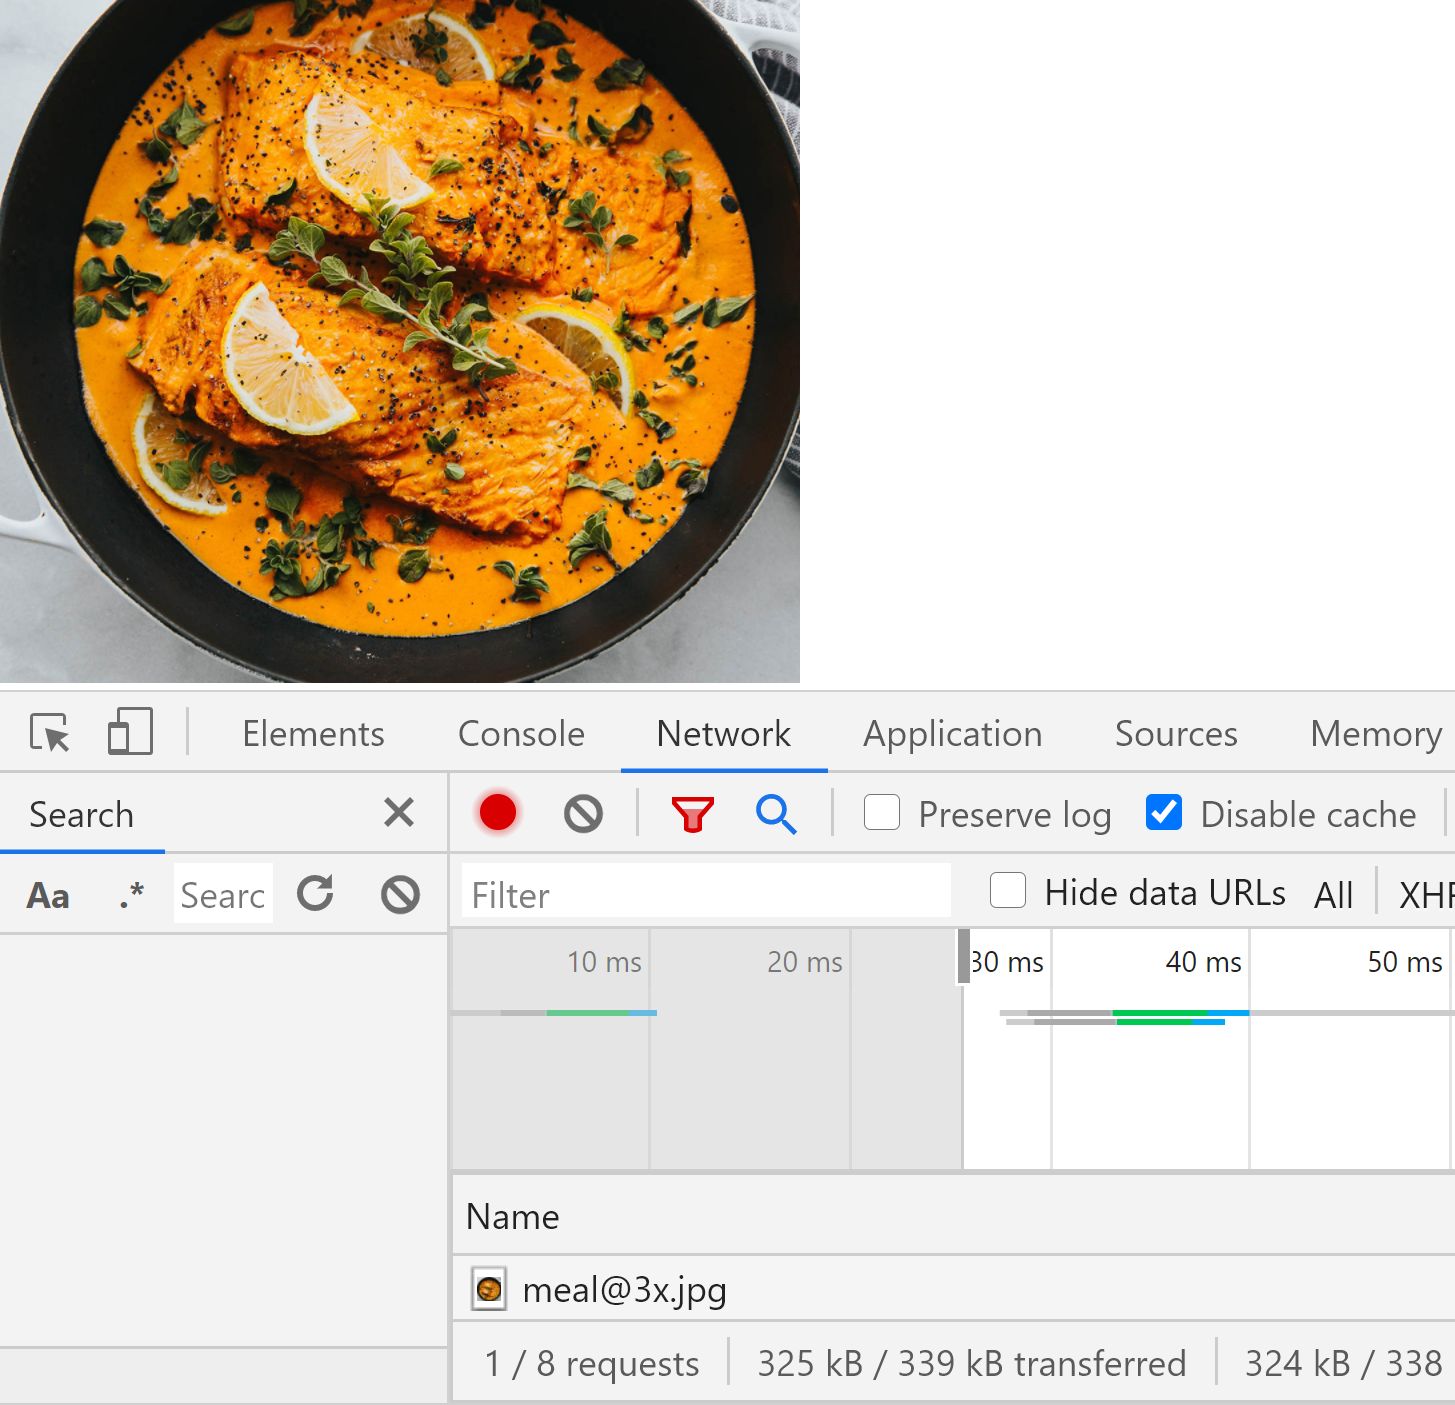 Elements Console Network Application Sources Memory
Search Preserve log Disable cache
Aa .* Searc Filter Hide data URLs All XHR
10 ms 20 ms 30 ms 40 ms 50 ms
Name
meal@3x.jpg
1 / 8 requests 325 kB / 339 kB transferred 324 kB / 338